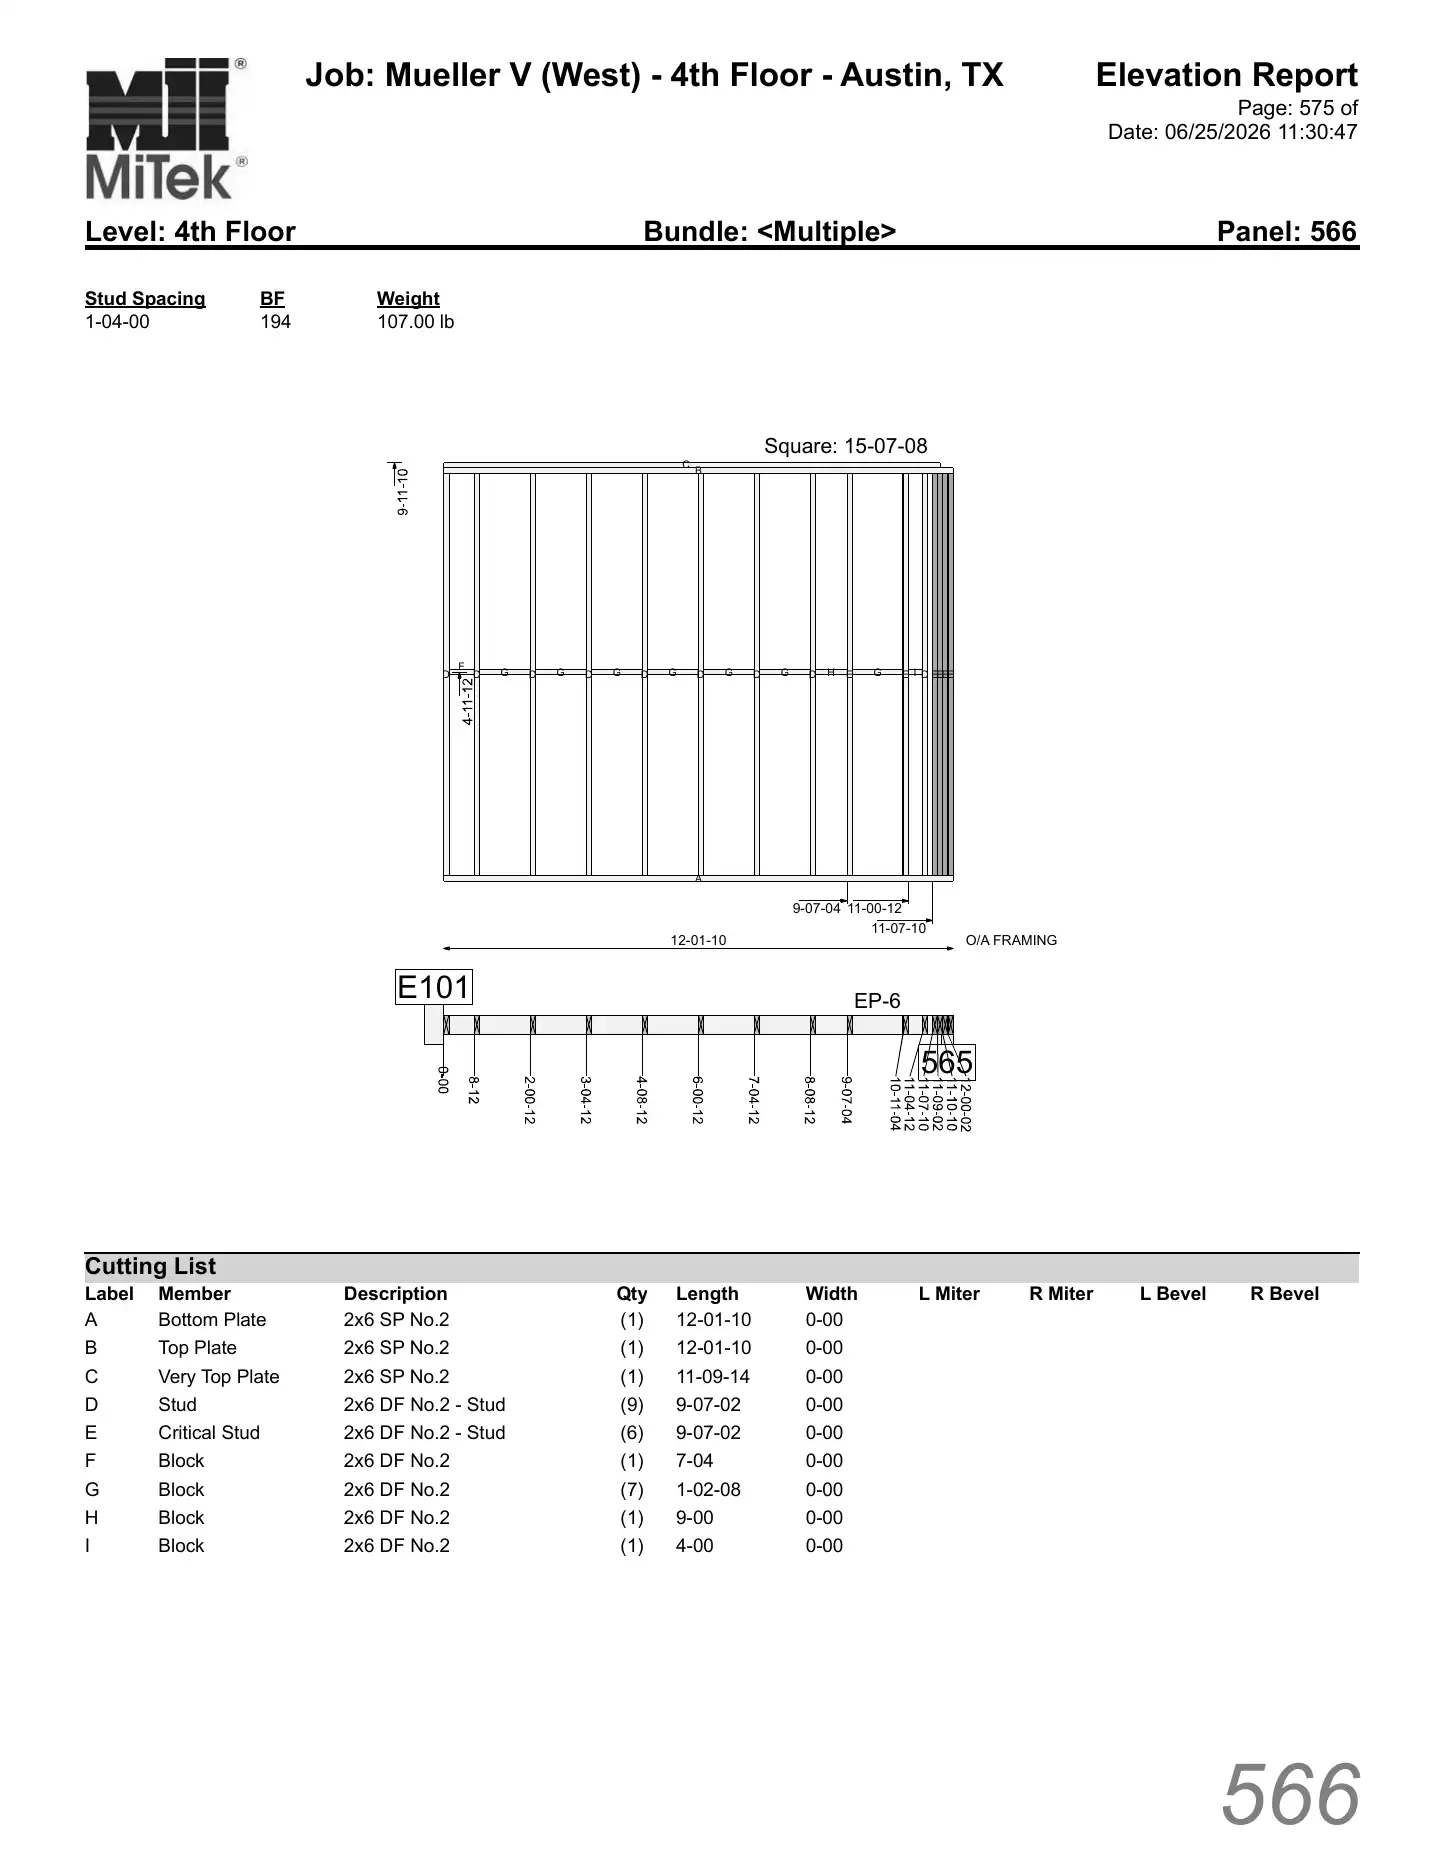 MiTek®
Job: Mueller V (West) - 4th Floor - Austin, TX
Elevation Report
Page: 575 of
Date: 06/25/2026 11:30:47
Level: 4th Floor Bundle: <Multiple> Panel: 566
Stud Spacing BF Weight
1-04-00 194 107.00 lb
Square: 15-07-08
C
B
9-11-10
F G G G G G G H G I
4-11-12
A
9-07-04 11-00-12
11-07-10
12-01-10 O/A FRAMING
E101
EP-6
565
0-00 8-12 2-00-12 3-04-12 4-08-12 6-00-12 7-04-12 8-08-12 9-07-04 10-11-04 11-04-12 11-07-10 11-09-02 11-10-10 12-00-02
Cutting List
Label Member Description Qty Length Width L Miter R Miter L Bevel R Bevel
A Bottom Plate 2x6 SP No.2 (1) 12-01-10 0-00
B Top Plate 2x6 SP No.2 (1) 12-01-10 0-00
C Very Top Plate 2x6 SP No.2 (1) 11-09-14 0-00
D Stud 2x6 DF No.2 - Stud (9) 9-07-02 0-00
E Critical Stud 2x6 DF No.2 - Stud (6) 9-07-02 0-00
F Block 2x6 DF No.2 (1) 7-04 0-00
G Block 2x6 DF No.2 (7) 1-02-08 0-00
H Block 2x6 DF No.2 (1) 9-00 0-00
I Block 2x6 DF No.2 (1) 4-00 0-00
566